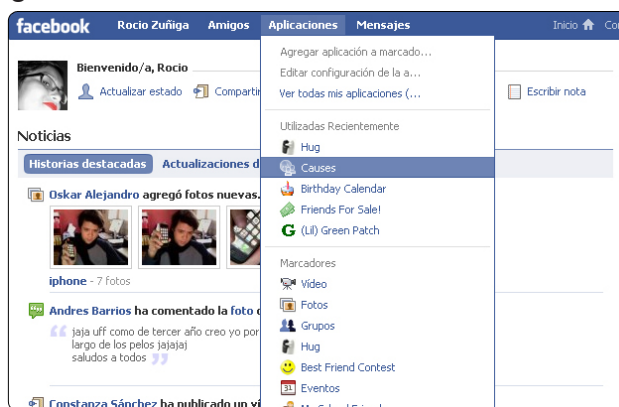 facebook Rocio Zuñiga Amigos Aplicaciones Mensajes Inicio
Agregar aplicación a marcado...
Editar configuración de la a...
Ver todas mis aplicaciones (...
Utilizadas Recientemente
Hug
Causes
Birthday Calendar
Friends For Sale!
(Lil) Green Patch
Marcadores
Vídeo
Fotos
Grupos
Hug
Best Friend Contest
Eventos
Bienvenido/a, Rocio
Actualizar estado Compartir Escribir nota
Noticias
Historias destacadas Actualizaciones d
Oskar Alejandro agregó fotos nuevas.
iphone - 7 fotos
Andres Barrios ha comentado la foto
jaja uff como de tercer año creo yo por
largo de los pelos jajajaj
saludos a todos
Constanza Sánchez ha publicado un